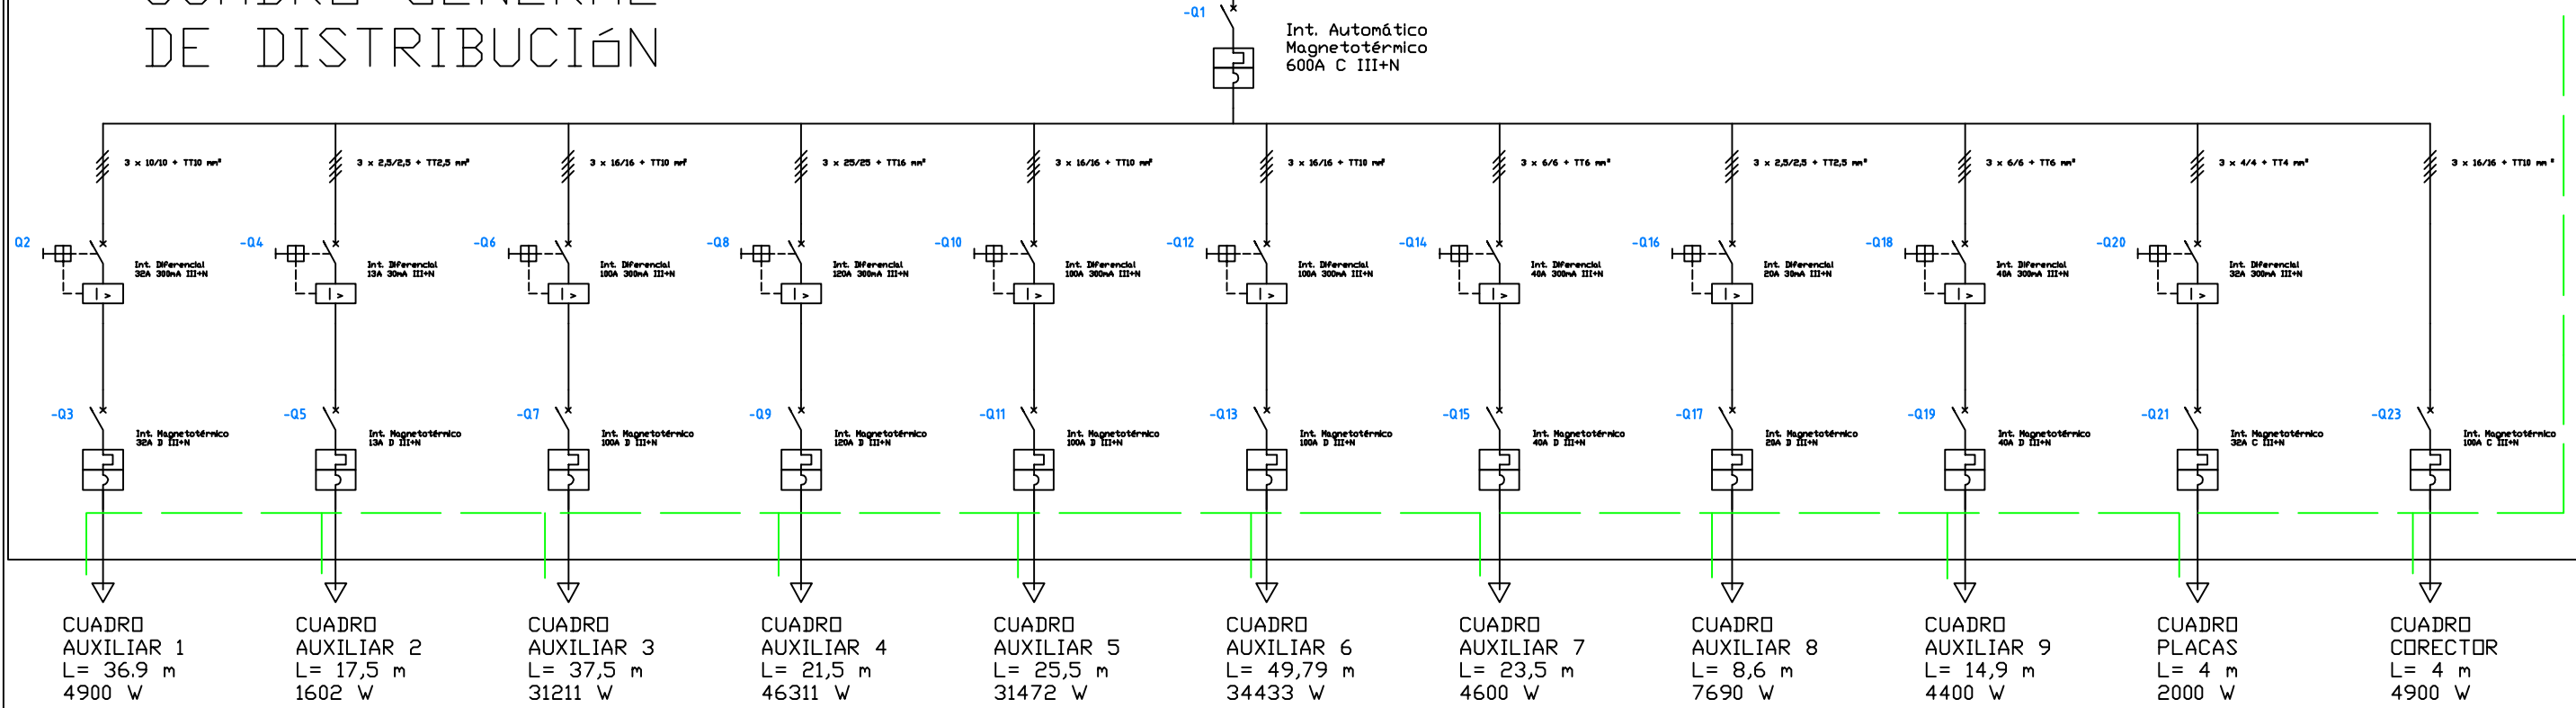 CUADRO GENERAL
DE DISTRIBUCIóN
-Q1
Int. Automático
Magnetotérmico
600A C III+N
3 x 10/10 + TT10 mm²
3 x 2,5/2,5 + TT2,5 mm²
3 x 16/16 + TT10 mm²
3 x 25/25 + TT16 mm²
3 x 16/16 + TT10 mm²
3 x 16/16 + TT10 mm²
3 x 6/6 + TT6 mm²
3 x 2,5/2,5 + TT2,5 mm²
3 x 6/6 + TT6 mm²
3 x 4/4 + TT4 mm²
3 x 16/16 + TT10 mm²
Q2
Int. Diferencial
32A 300mA III+N
-Q4
Int. Diferencial
13A 30mA III+N
-Q6
Int. Diferencial
100A 300mA III+N
-Q8
Int. Diferencial
120A 300mA III+N
-Q10
Int. Diferencial
100A 300mA III+N
-Q12
Int. Diferencial
100A 300mA III+N
-Q14
Int. Diferencial
40A 300mA III+N
-Q16
Int. Diferencial
20A 30mA III+N
-Q18
Int. Diferencial
40A 300mA III+N
-Q20
Int. Diferencial
32A 300mA III+N
I >
I >
I >
I >
I >
I >
I >
I >
I >
I >
-Q3
Int. Magnetotérmico
32A D III+N
-Q5
Int. Magnetotérmico
13A D III+N
-Q7
Int. Magnetotérmico
100A D III+N
-Q9
Int. Magnetotérmico
120A D III+N
-Q11
Int. Magnetotérmico
100A D III+N
-Q13
Int. Magnetotérmico
100A D III+N
-Q15
Int. Magnetotérmico
40A D III+N
-Q17
Int. Magnetotérmico
20A D III+N
-Q19
Int. Magnetotérmico
40A D III+N
-Q21
Int. Magnetotérmico
32A C III+N
-Q23
Int. Magnetotérmico
100A C III+N
CUADRO
AUXILIAR 1
L= 36.9 m
4900 W
CUADRO
AUXILIAR 2
L= 17,5 m
1602 W
CUADRO
AUXILIAR 3
L= 37,5 m
31211 W
CUADRO
AUXILIAR 4
L= 21,5 m
46311 W
CUADRO
AUXILIAR 5
L= 25,5 m
31472 W
CUADRO
AUXILIAR 6
L= 49,79 m
34433 W
CUADRO
AUXILIAR 7
L= 23,5 m
4600 W
CUADRO
AUXILIAR 8
L= 8,6 m
7690 W
CUADRO
AUXILIAR 9
L= 14,9 m
4400 W
CUADRO
PLACAS
L= 4 m
2000 W
CUADRO
CORECTOR
L= 4 m
4900 W